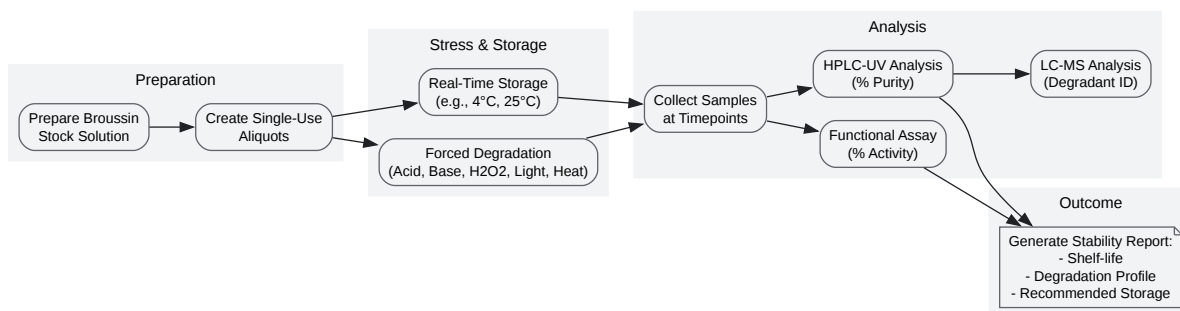 Preparation
Prepare Broussin
Stock Solution
Create Single-Use
Aliquots
Stress & Storage
Real-Time Storage
(e.g., 4°C, 25°C)
Forced Degradation
(Acid, Base, H2O2, Light, Heat)
Analysis
Collect Samples
at Timepoints
HPLC-UV Analysis
(% Purity)
LC-MS Analysis
(Degradant ID)
Functional Assay
(% Activity)
Outcome
Generate Stability Report:
- Shelf-life
- Degradation Profile
- Recommended Storage